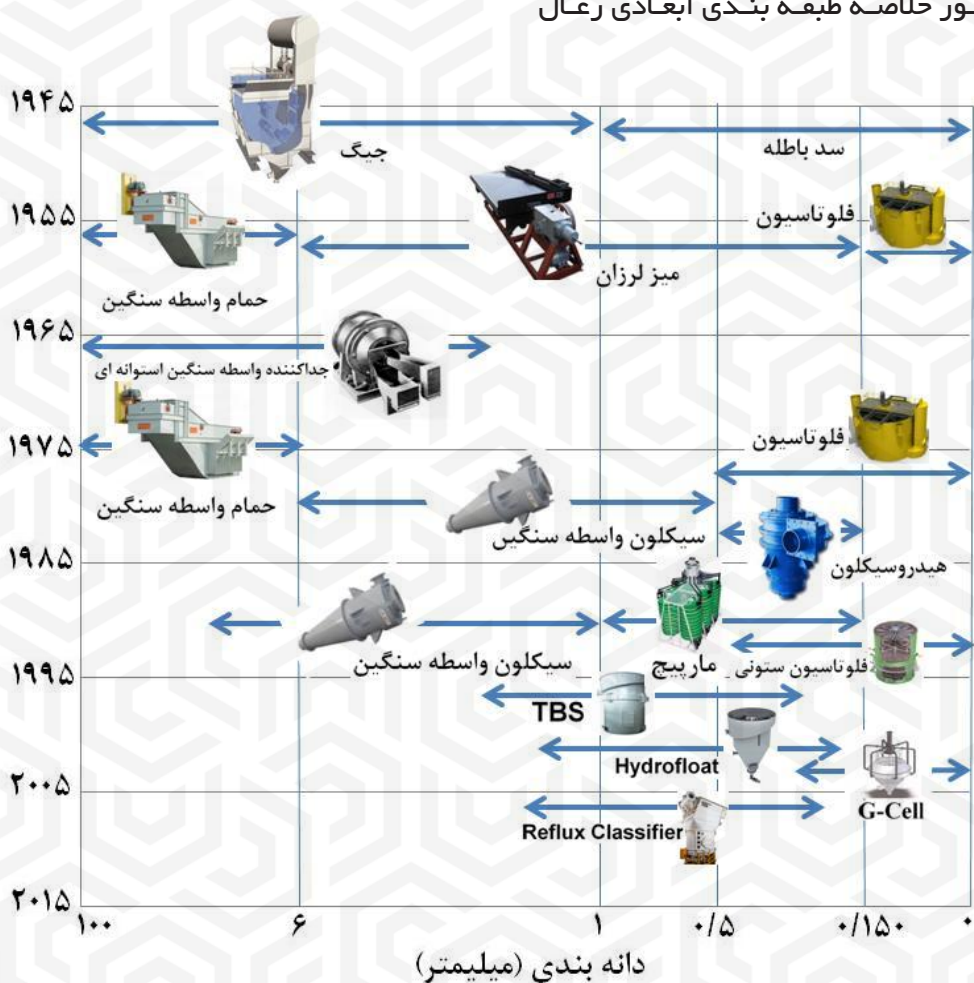 ور خلاصه طبقه بندی ابعادی زغال
۱۹۴۵
جیگ
سد باطله
۱۹۵۵
فلوتاسیون
میز لرزان
حمام واسطه سنگین
۱۹۶۵
جداکننده واسطه سنگین استوانه ای
۱۹۷۵
فلوتاسیون
حمام واسطه سنگین
سیکلون واسطه سنگین
۱۹۸۵
هیدروسیکلون
سیکلون واسطه سنگین
مارپیچ
فلوتاسیون ستونی
۱۹۹۵
TBS
Hydrofloat
۲۰۰۵
G-Cell
Reflux Classifier
۲۰۱۵
۱۰۰ ۶ ۱ ۰/۵ ۰/۱۵۰ ۰
دانه بندی (میلیمتر)